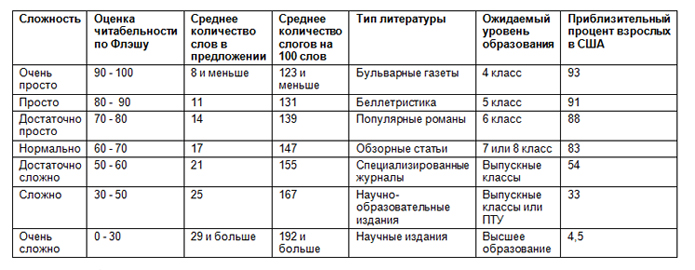 Сложность Оценка читабельности по Флэшу Среднее количество слов в предложении Среднее количество слогов на 100 слов Тип литературы Ожидаемый уровень образования Приблизительный процент взрослых в США
Очень просто 90 - 100 8 и меньше 123 и меньше Бульварные газеты 4 класс 93
Просто 80 - 90 11 131 Беллетристика 5 класс 91
Достаточно просто 70 - 80 14 139 Популярные романы 6 класс 88
Нормально 60 - 70 17 147 Обзорные статьи 7 или 8 класс 83
Достаточно сложно 50 - 60 21 155 Специализированные журналы Выпускные классы 54
Сложно 30 - 50 25 167 Научно-образовательные издания Выпускные классы или ПТУ 33
Очень сложно 0 - 30 29 и больше 192 и больше Научные издания Высшее образование 4,5